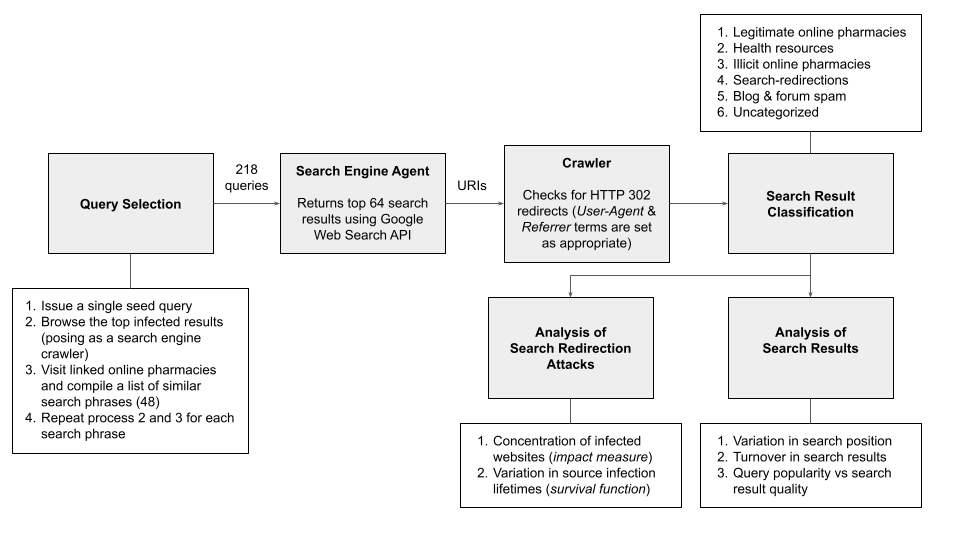 1. Legitimate online pharmacies
2. Health resources
3. Illicit online pharmacies
4. Search-redirections
5. Blog & forum spam
6. Uncategorized
Query Selection
218
queries
Search Engine Agent
Returns top 64 search
results using Google
Web Search API
URIs
Crawler
Checks for HTTP 302
redirects (User-Agent &
Referrer terms are set
as appropriate)
Search Result
Classification
1. Issue a single seed query
2. Browse the top infected results
(posing as a search engine
crawler)
3. Visit linked online pharmacies
and compile a list of similar
search phrases (48)
4. Repeat process 2 and 3 for each
search phrase
Analysis of
Search Redirection
Attacks
Analysis of
Search Results
1. Concentration of infected
websites (impact measure)
2. Variation in source infection
lifetimes (survival function)
1. Variation in search position
2. Turnover in search results
3. Query popularity vs search
result quality